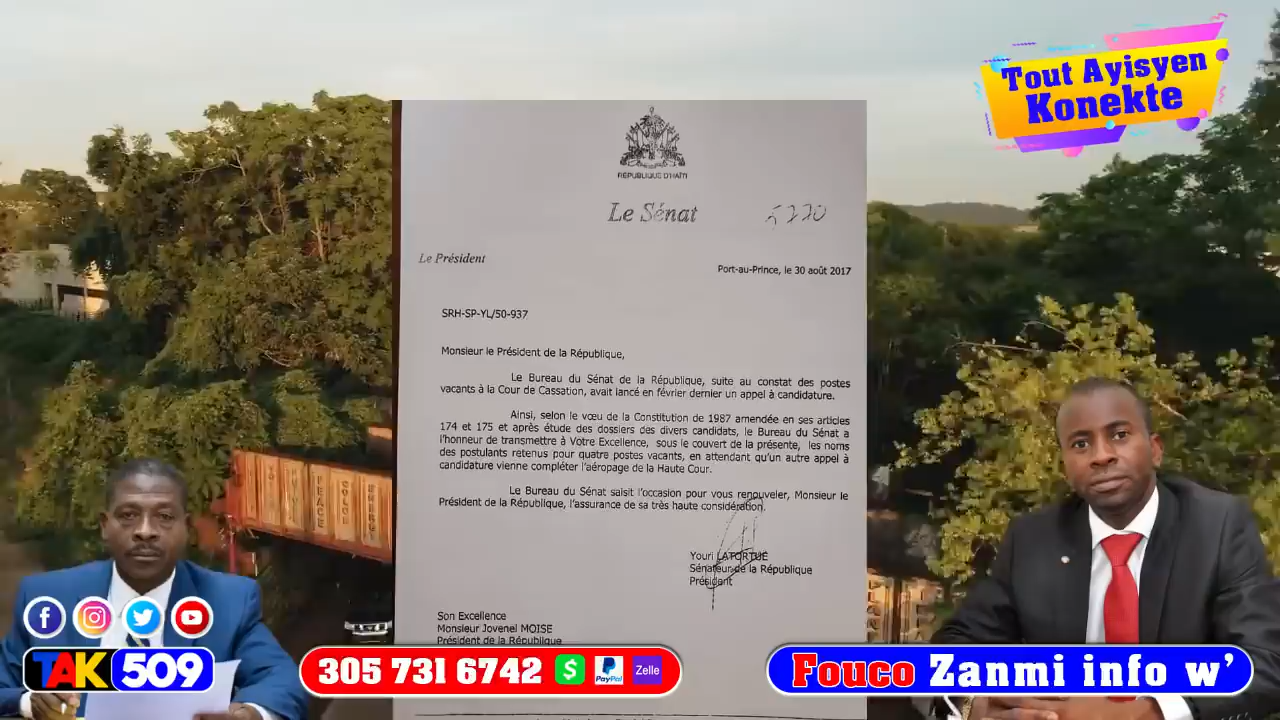 Tout Ayisyen
Konekte
RÉPUBLIQUE D'HAÏTI
Le Sénat
Le Président
Port-au-Prince, le 30 août 2017
SRH-SP-YL/50-937
Monsieur le Président de la République,
Le Bureau du Sénat de la République, suite au constat des postes
vacants à la Cour de Cassation, avait lancé en février dernier un appel à candidature.
Ainsi, selon le vœu de la Constitution de 1987 amendée en ses articles
174 et 175 et après étude des dossiers des divers candidats, le Bureau du Sénat a
l'honneur de transmettre à Votre Excellence, sous le couvert de la présente, les noms
des postulants retenus pour quatre postes vacants, en attendant qu'un autre appel à
candidature vienne compléter l'aéropage de la Haute Cour.
Le Bureau du Sénat saisit l'occasion pour vous renouveler, Monsieur le
Président de la République, l'assurance de sa très haute considération.
Youri LATORTUE
Sénateur de la République
Président
Son Excellence
Monsieur Jovenel MOISE
Président de la République
PEACE
COLOR
TAK 509
305 731 6742
$ PayPal Zelle
Fouco Zanmi info w'